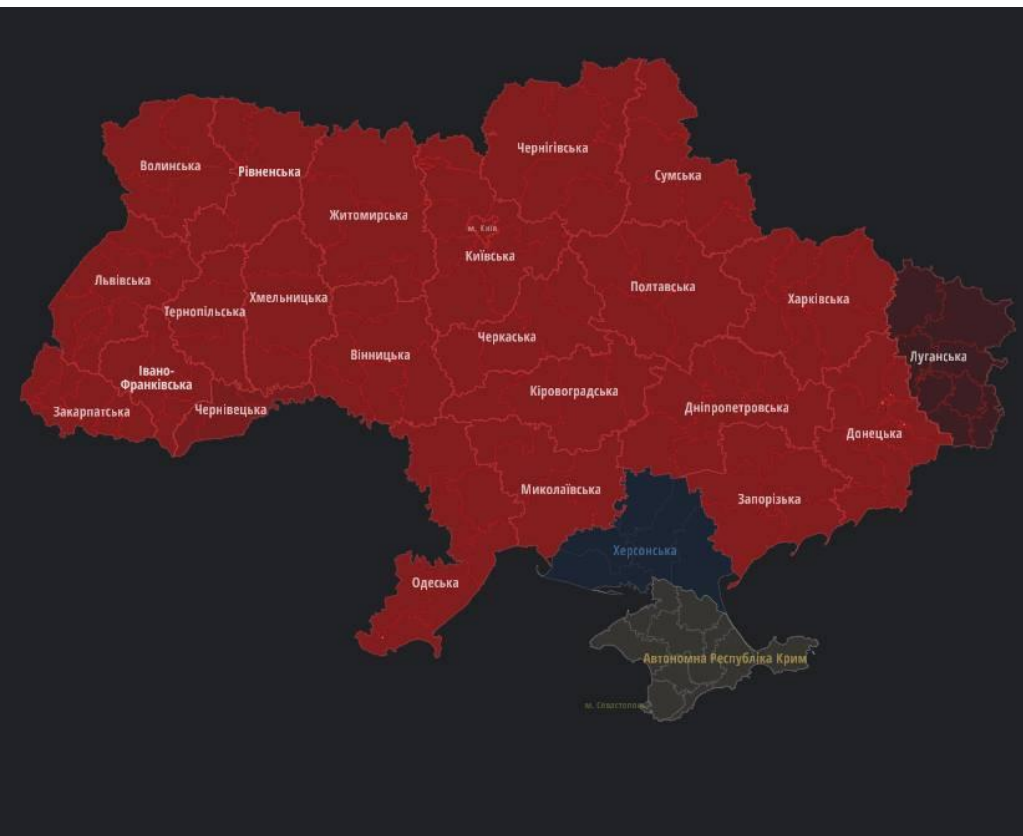 Чернігівська
Волинська
Рівненська
Сумська
Житомирська
м. Київ
Київська
Львівська
Полтавська
Хмельницька
Харківська
Тернопільська
Черкаська
Вінницька
Луганська
Івано-
Франківська
Кіровоградська
Закарпатська
Чернівецька
Дніпропетровська
Донецька
Миколаївська
Запорізька
Херсонська
Одеська
Автономна Республіка Крим
м. Севастополь